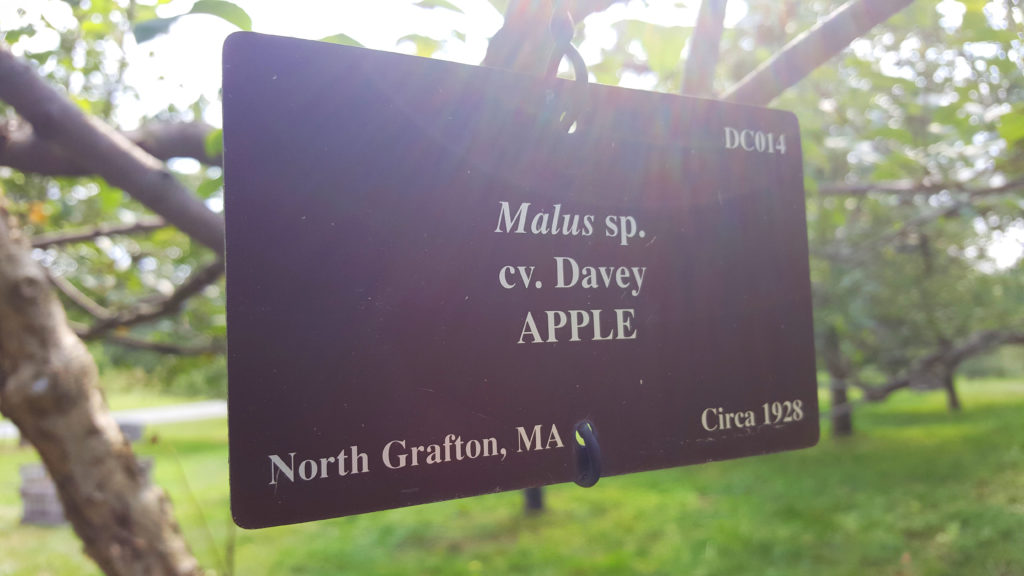 DC014
Malus sp.
cv. Davey
APPLE
North Grafton, MA
Circa 1928